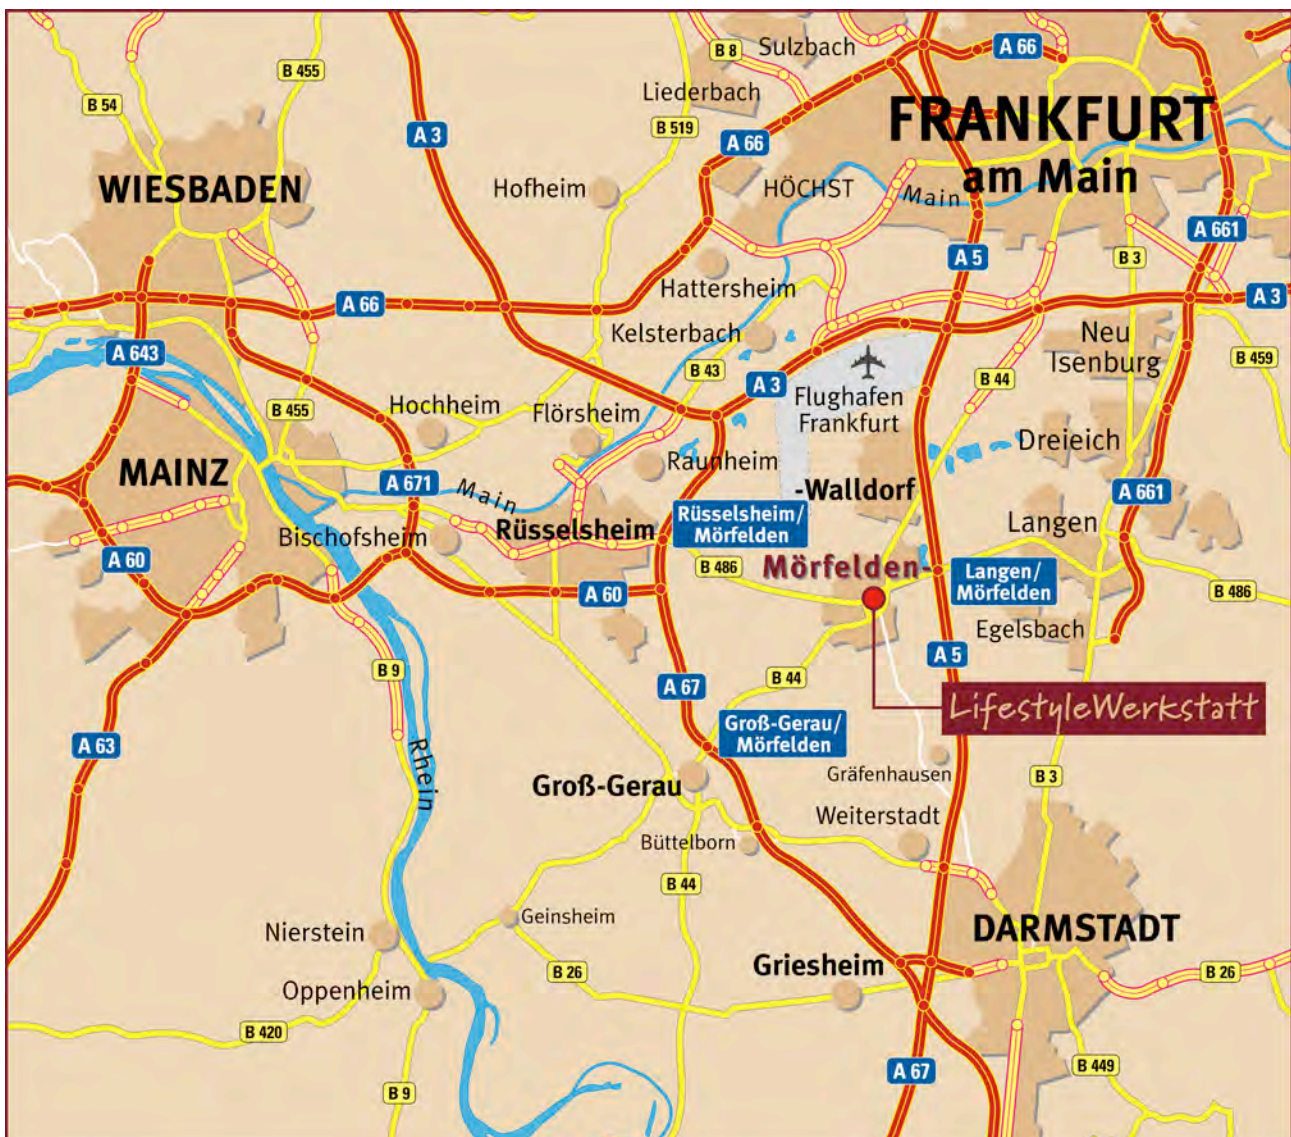 Sulzbach
A 66
B 8
B 455
B 54
Liederbach
FRANKFURT
am Main
A 3
B 519
A 66
WIESBADEN
Hofheim
HÖCHST
Main
A 661
A 5
B 3
Hattersheim
A 66
A 3
Kelsterbach
Neu
Isenburg
A 643
B 43
A 3
B 44
B 459
Flughafen
Frankfurt
B 455
Hochheim
Flörsheim
Dreieich
MAINZ
Raunheim
A 671
Main
-Walldorf
A 661
Rüsselsheim/
Mörfelden
Langen
Bischofsheim
Rüsselsheim
A 60
B 486
Mörfelden-
Langen/
Mörfelden
A 60
B 486
Egelsbach
A 5
B 9
A 67
B 44
LifestyleWerkstatt
Groß-Gerau/
Mörfelden
A 63
Rhein
Gräfenhausen
B 3
Groß-Gerau
Weiterstadt
Büttelborn
B 44
Geinsheim
DARMSTADT
Nierstein
Griesheim
B 26
B 26
Oppenheim
B 420
A 67
B 449
B 9